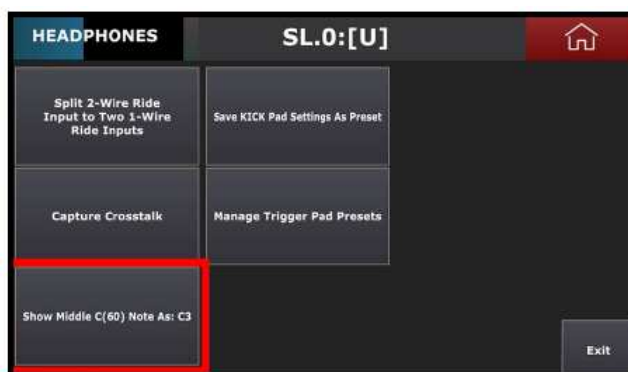 HEADPHONES
SL.0:[U]
Split 2-Wire Ride
Input to Two 1-Wire
Ride Inputs
Save KICK Pad Settings As Preset
Capture Crosstalk
Manage Trigger Pad Presets
Show Middle C(60) Note As: C3
Exit